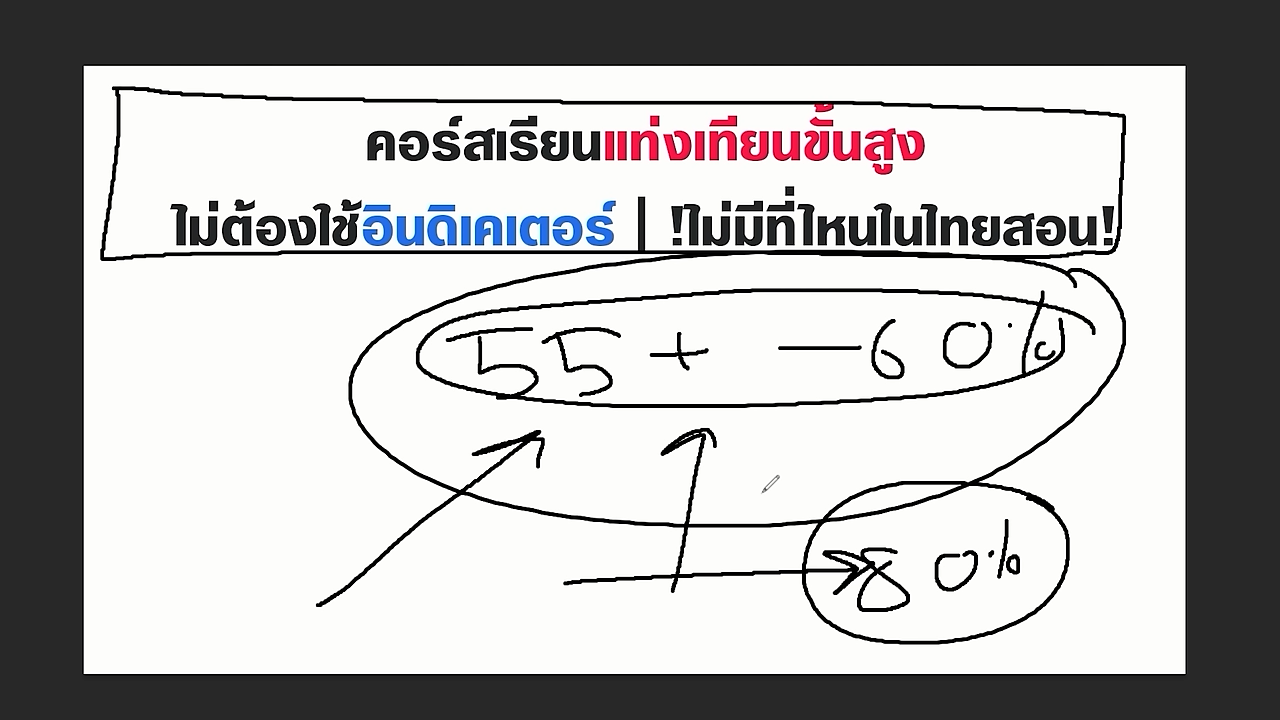 คอร์สเรียนแท่งเทียนขั้นสูง
ไม่ต้องใช้อินดิเคเตอร์ | !ไม่มีที่ไหนในไทยสอน!
55 + - 60%
80%